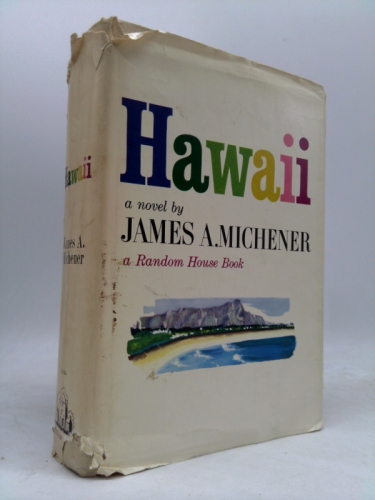 Hawaii
a novel by
JAMES A. MICHENER
a Random House Book
Hawaii
James A.
Michener